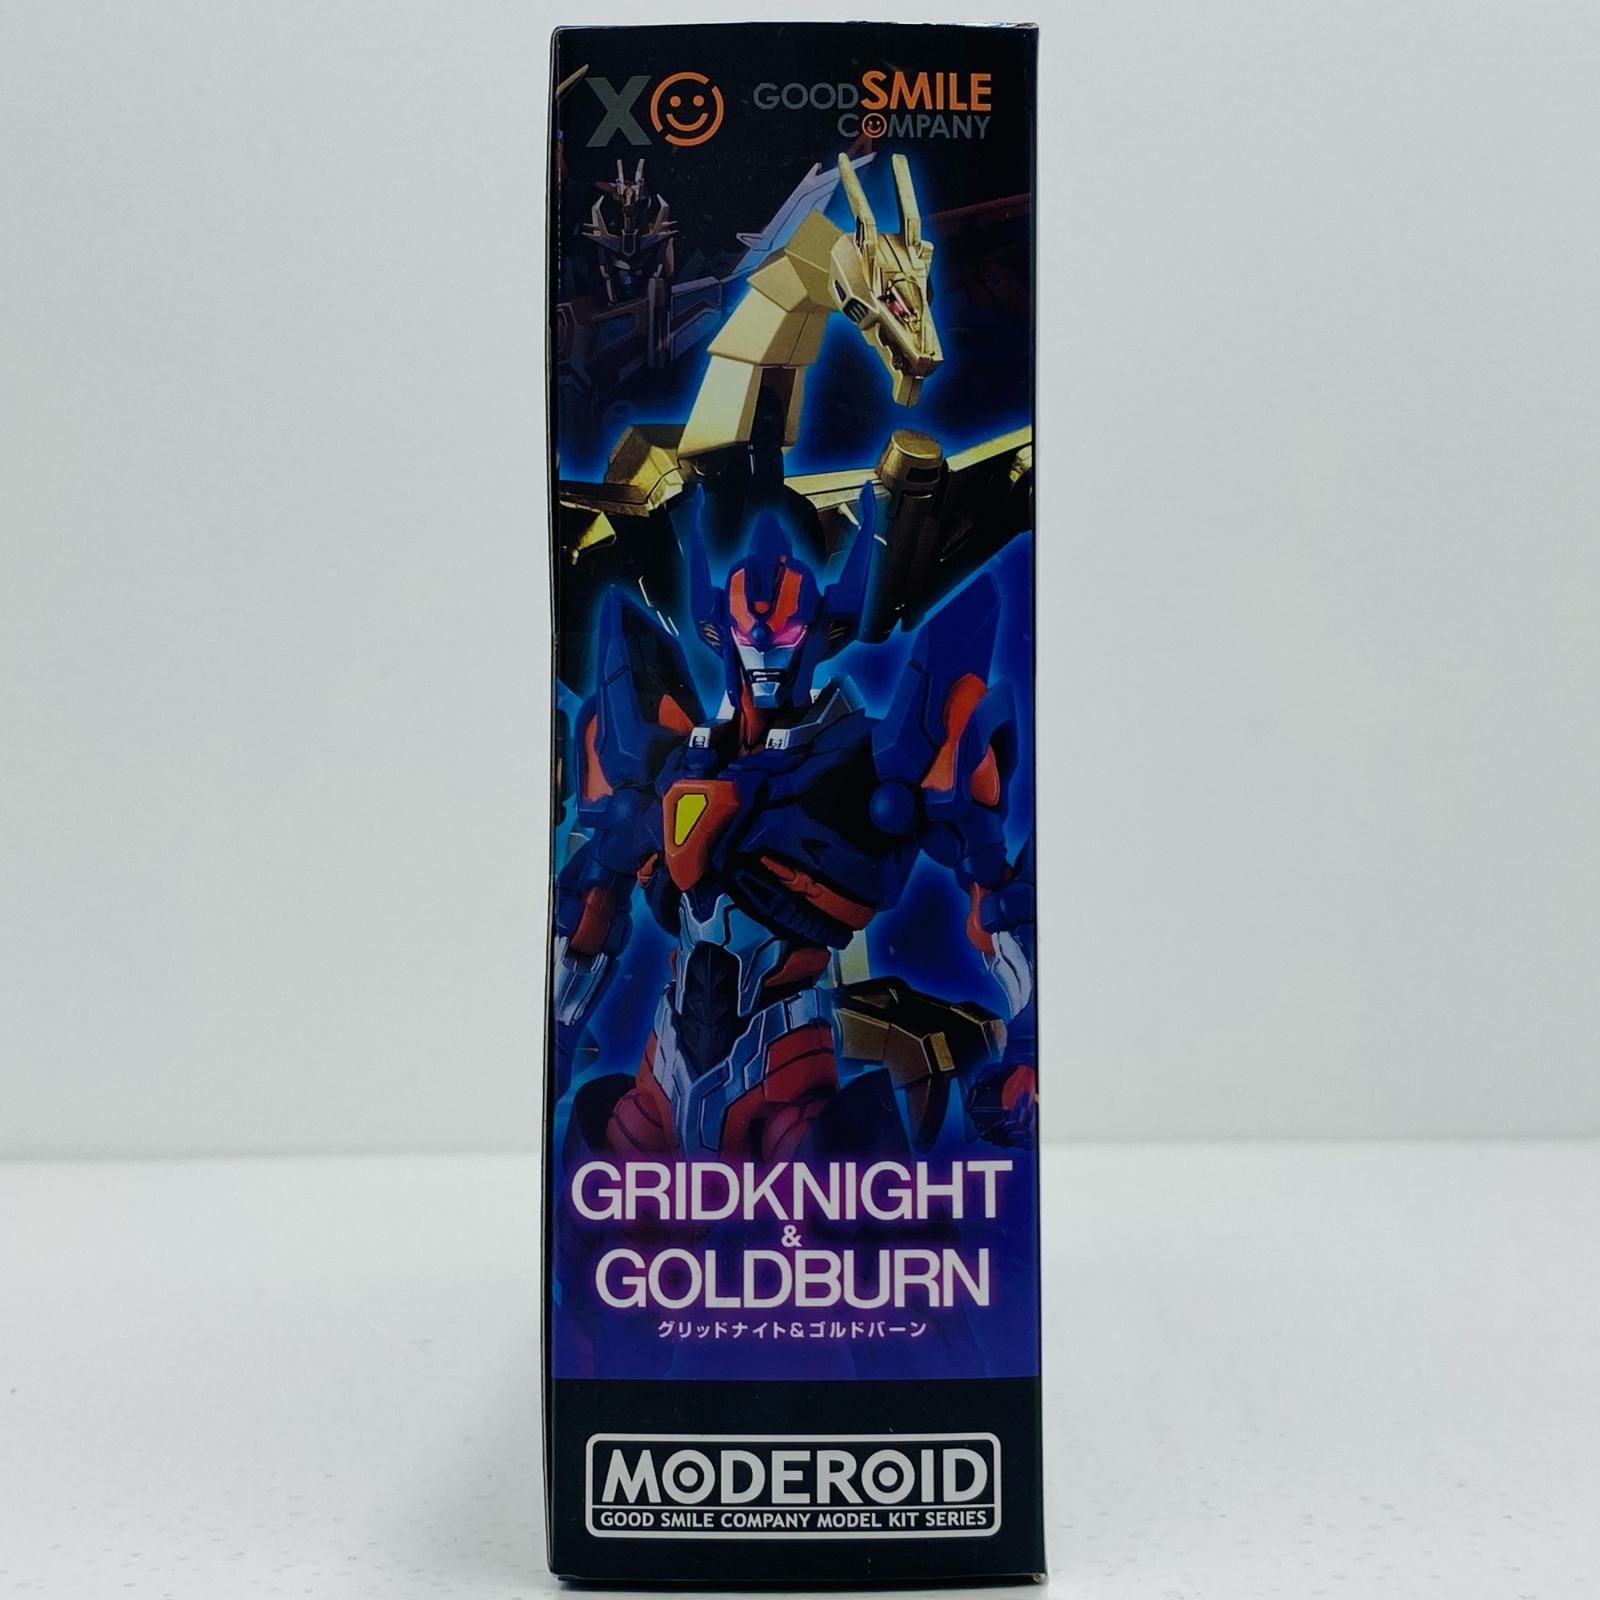 GOOD SMILE
COMPANY
GRIDKNIGHT
&
GOLDBURN
グリッドナイト&ゴルドバーン
MODEROID
GOOD SMILE COMPANY MODEL KIT SERIES